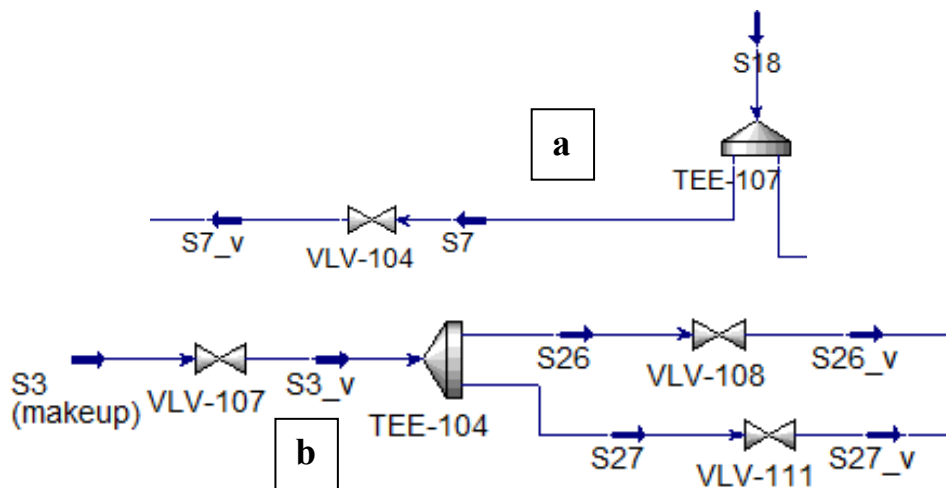 S18
a
TEE-107
S7_v
VLV-104
S7
S3
(makeup)
VLV-107
S3_v
TEE-104
S26
VLV-108
S26_v
b
S27
VLV-111
S27_v